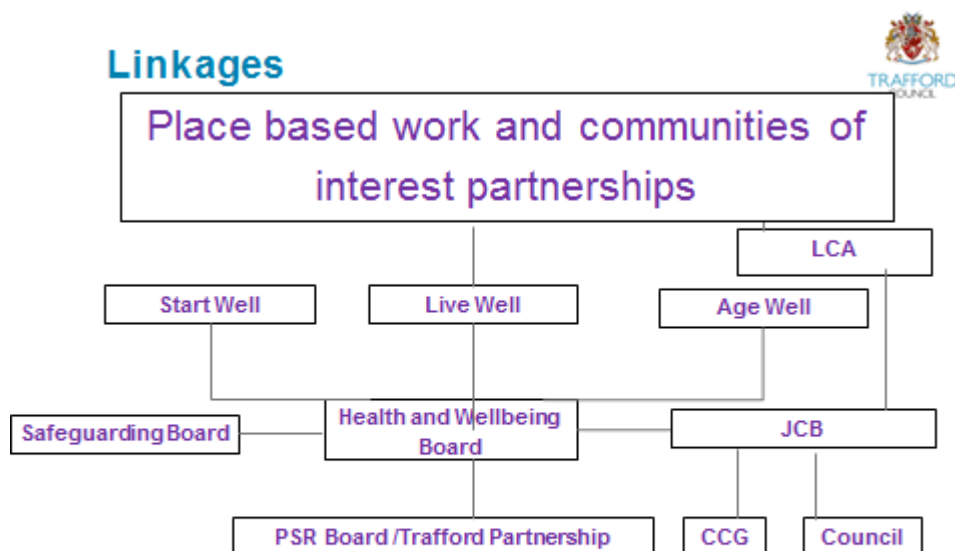 Linkages
TRAFFORD
COUNCIL
Place based work and communities of
interest partnerships
LCA
Start Well
Live Well
Age Well
Safeguarding Board
Health and Wellbeing
Board
JCB
PSR Board /Trafford Partnership
CCG
Council